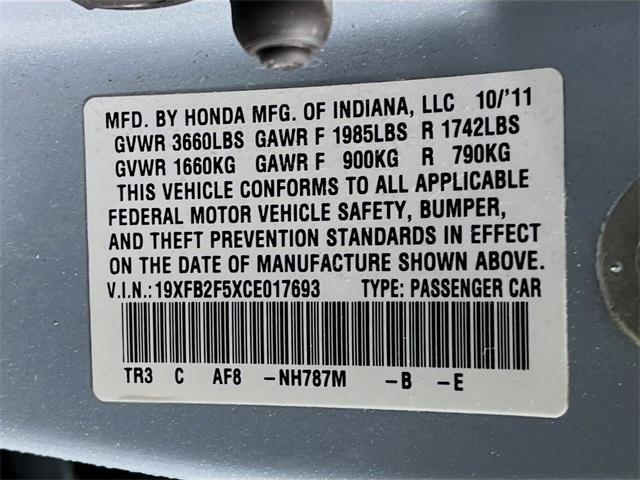 MFD. BY HONDA MFG. OF INDIANA, LLC 10/'11
GVWR 3660LBS GAWR F 1985LBS R 1742LBS
GVWR 1660KG GAWR F 900KG R 790KG
THIS VEHICLE CONFORMS TO ALL APPLICABLE
FEDERAL MOTOR VEHICLE SAFETY, BUMPER,
AND THEFT PREVENTION STANDARDS IN EFFECT
ON THE DATE OF MANUFACTURE SHOWN ABOVE.
V.I.N.:19XFB2F5XCE017693 TYPE: PASSENGER CAR
TR3 C AF8 -NH787M -B -E